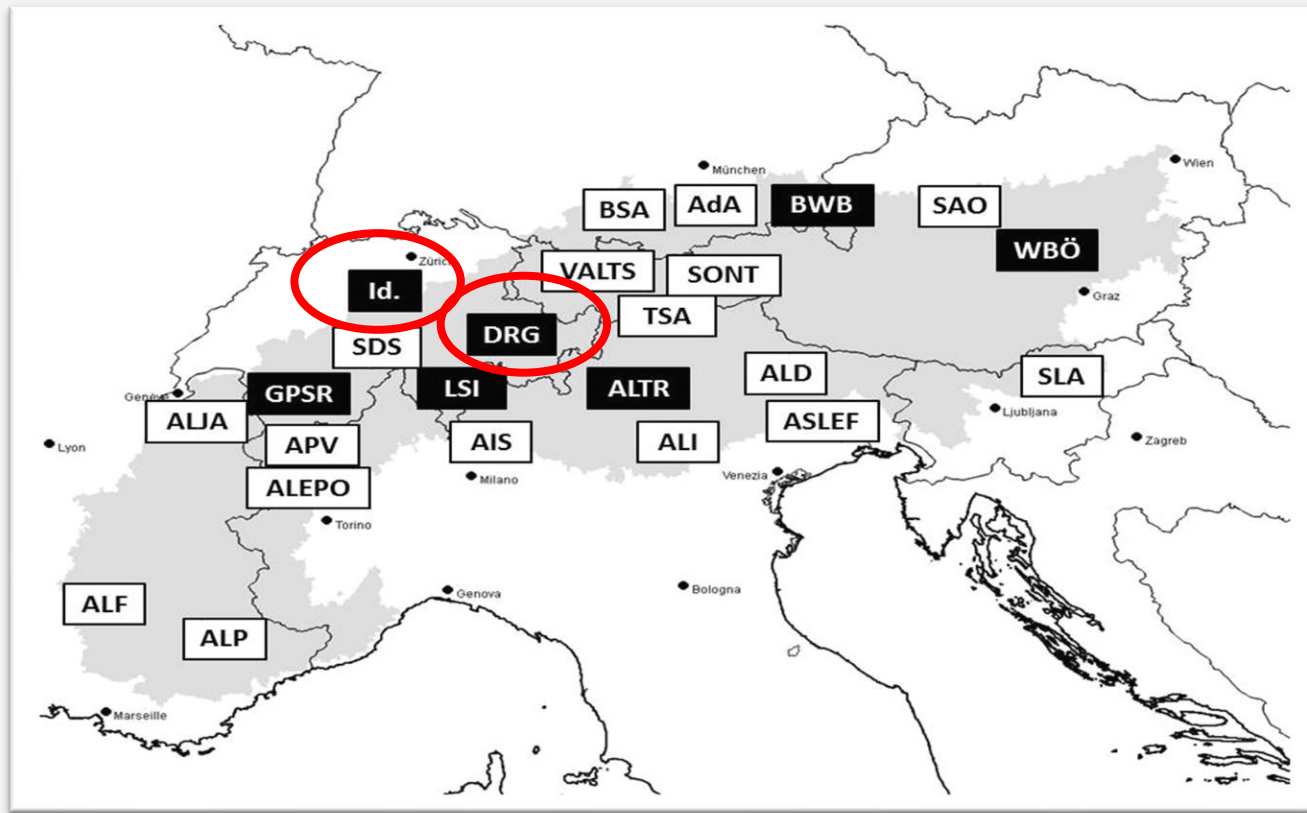 München
Wien
BSA
AdA
BWB
SAO
WBÖ
Zürich
Id.
VALTS
SONT
Graz
DRG
TSA
SDS
GPSR
LSI
ALTR
ALD
SLA
Genève
ALJA
Ljubljana
ASLEF
APV
AIS
ALI
Zagreb
Lyon
Milano
Venezia
ALEPO
Torino
Genova
Bologna
ALF
ALP
Marseille